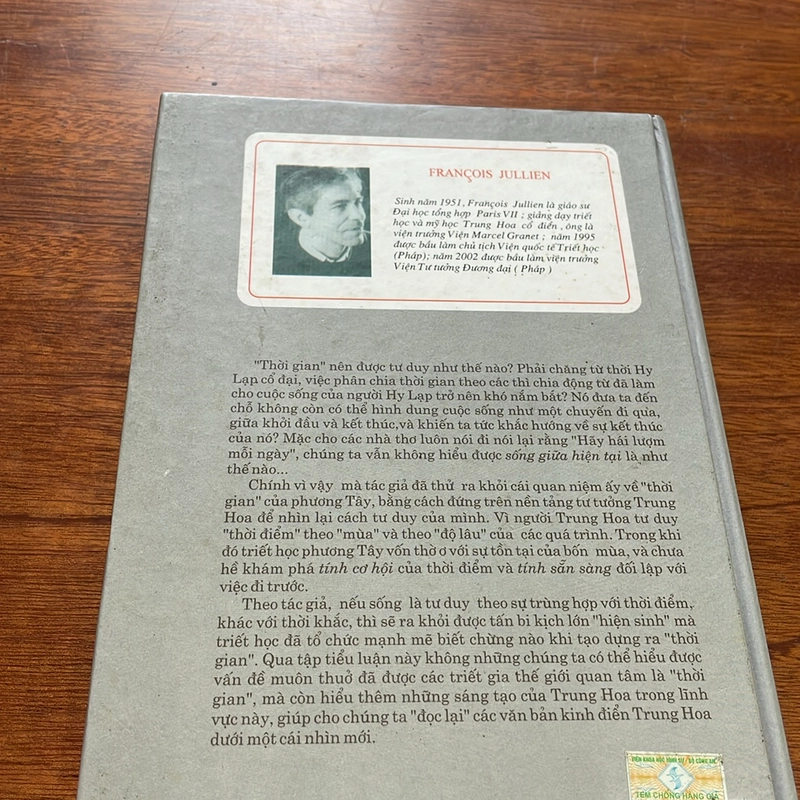 FRANÇOIS JULLIEN
Sinh năm 1951, François Jullien là giáo sư
Đại học tổng hợp Paris VII ; giảng dạy triết
học và mỹ học Trung Hoa cổ điển , ông là
viện trưởng Viện Marcel Granet ; năm 1995
được bầu làm chủ tịch Viện quốc tế Triết học
(Pháp); năm 2002 được bầu làm viện trưởng
Viện Tư tưởng Đương đại ( Pháp )
"Thời gian" nên được tư duy như thế nào? Phải chăng từ thời Hy
Lạp cổ đại, việc phân chia thời gian theo các thì chia động từ đã làm
cho cuộc sống của người Hy Lạp trở nên khó nắm bắt? Nó đưa ta đến
chỗ không còn có thể hình dung cuộc sống như một chuyến đi qua,
giữa khởi đầu và kết thúc,và khiến ta tức khắc hướng về sự kết thúc
của nó? Mặc cho các nhà thơ luôn nói đi nói lại rằng "Hãy hái lượm
mỗi ngày", chúng ta vẫn không hiểu được sống giữa hiện tại là như
thế nào...
Chính vì vậy mà tác giả đã thử ra khỏi cái quan niệm ấy về "thời
gian" của phương Tây, bằng cách đứng trên nền tảng tư tưởng Trung
Hoa để nhìn lại cách tư duy của mình. Vì người Trung Hoa tư duy
"thời điểm" theo "mùa" và theo "độ lâu" của các quá trình. Trong khi
đó triết học phương Tây vốn thờ ơ với sự tồn tại của bốn mùa, và chưa
hề khám phá tính cơ hội của thời điểm và tính sẵn sàng đối lập với
việc đi trước.
Theo tác giả, nếu sống là tư duy theo sự trùng hợp với thời điểm,
khác với thời khắc, thì sẽ ra khỏi được tấn bi kịch lớn "hiện sinh" mà
triết học đã tổ chức mạnh mẽ biết chừng nào khi tạo dựng ra "thời
gian". Qua tập tiểu luận này không những chúng ta có thể hiểu được
vấn đề muôn thuở đã được các triết gia thế giới quan tâm là "thời
gian", mà còn hiểu thêm những sáng tạo của Trung Hoa trong lĩnh
vực này, giúp cho chúng ta "đọc lại" các văn bản kinh điển Trung Hoa
dưới một cái nhìn mới.
VIỆN KHOA HỌC HÌNH SỰ / BỘ CÔNG AN
TEM CHỐNG HÀNG GIẢ